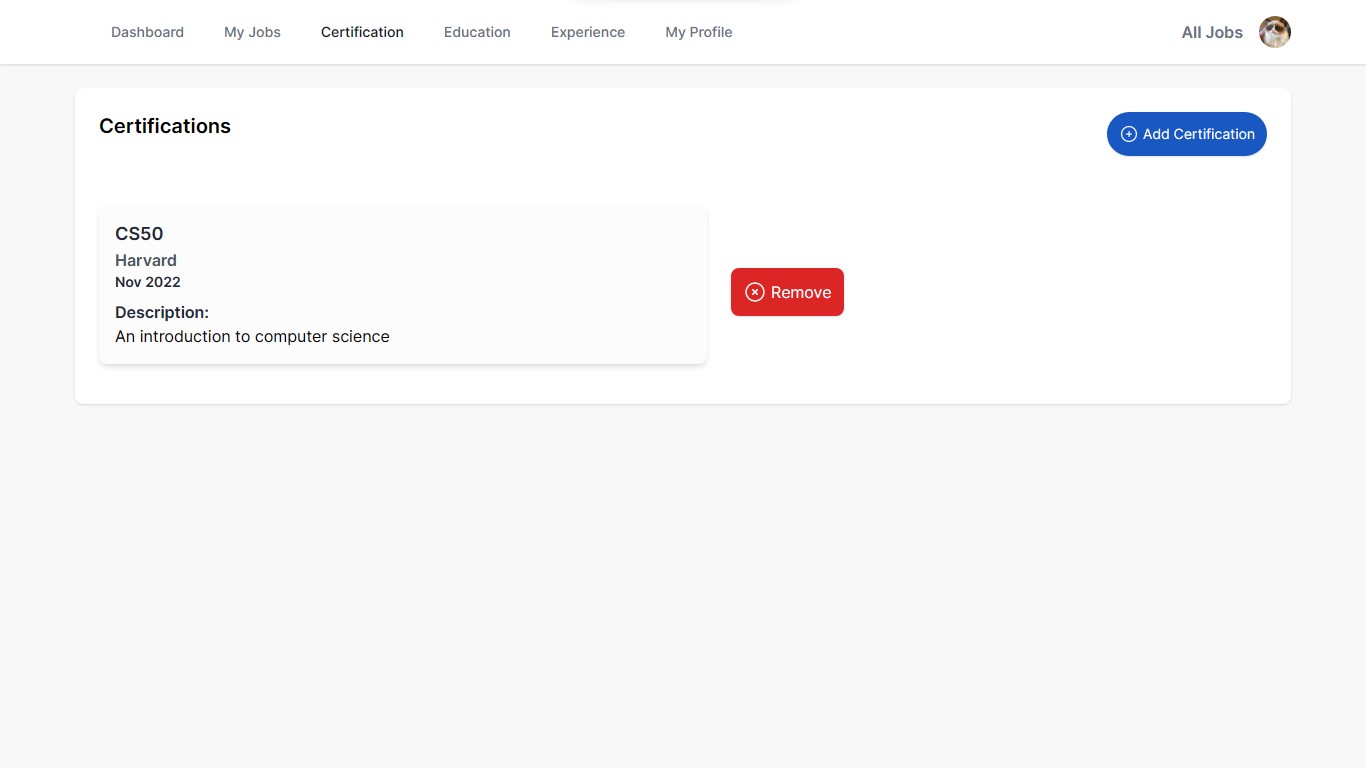 Dashboard My Jobs Certification Education Experience My Profile All Jobs
Certifications
Add Certification
CS50
Harvard
Nov 2022
Remove
Description:
An introduction to computer science